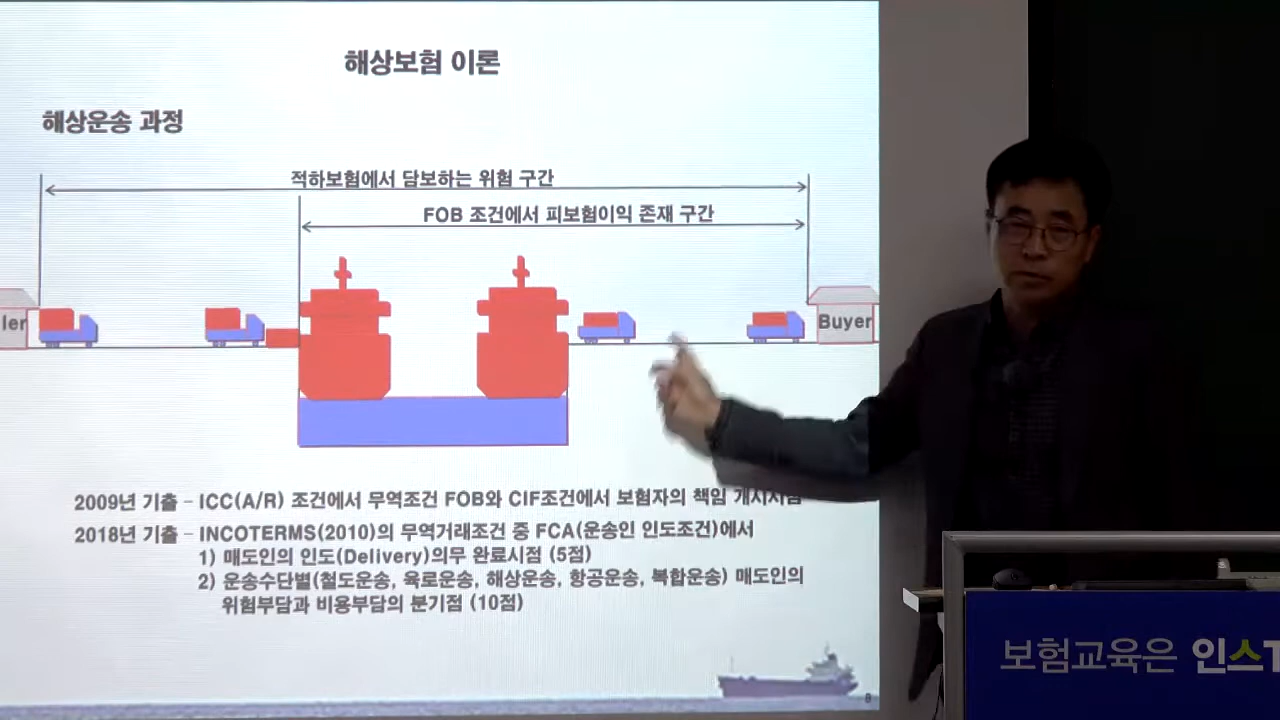 해상보험 이론
해상운송 과정
적하보험에서 담보하는 위험 구간
FOB 조건에서 피보험이익 존재 구간
ler
Buyer
2009년 기출 - ICC(A/R) 조건에서 무역조건 FOB와 CIF조건에서 보험자의 책임 개시시점
2018년 기출 - INCOTERMS(2010)의 무역거래조건 중 FCA(운송인 인도조건)에서
1) 매도인의 인도(Delivery)의무 완료시점 (5점)
2) 운송수단별(철도운송, 육로운송, 해상운송, 항공운송, 복합운송) 매도인의
위험부담과 비용부담의 분기점 (10점)
8
보험교육은 인스